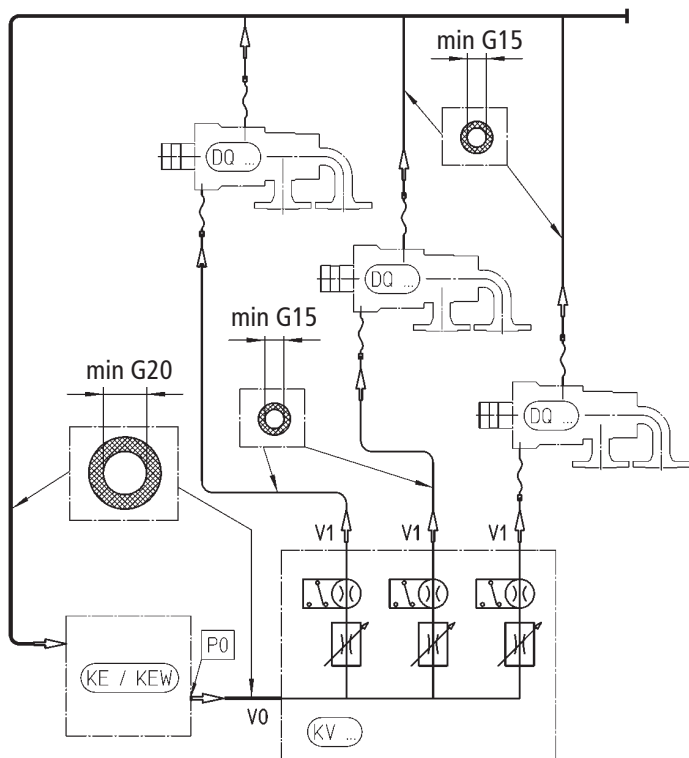 min G15
DQ ...
DQ ...
min G15
min G20
DQ ...
V1
V1
V1
P0
KE / KEW
V0
KV ...